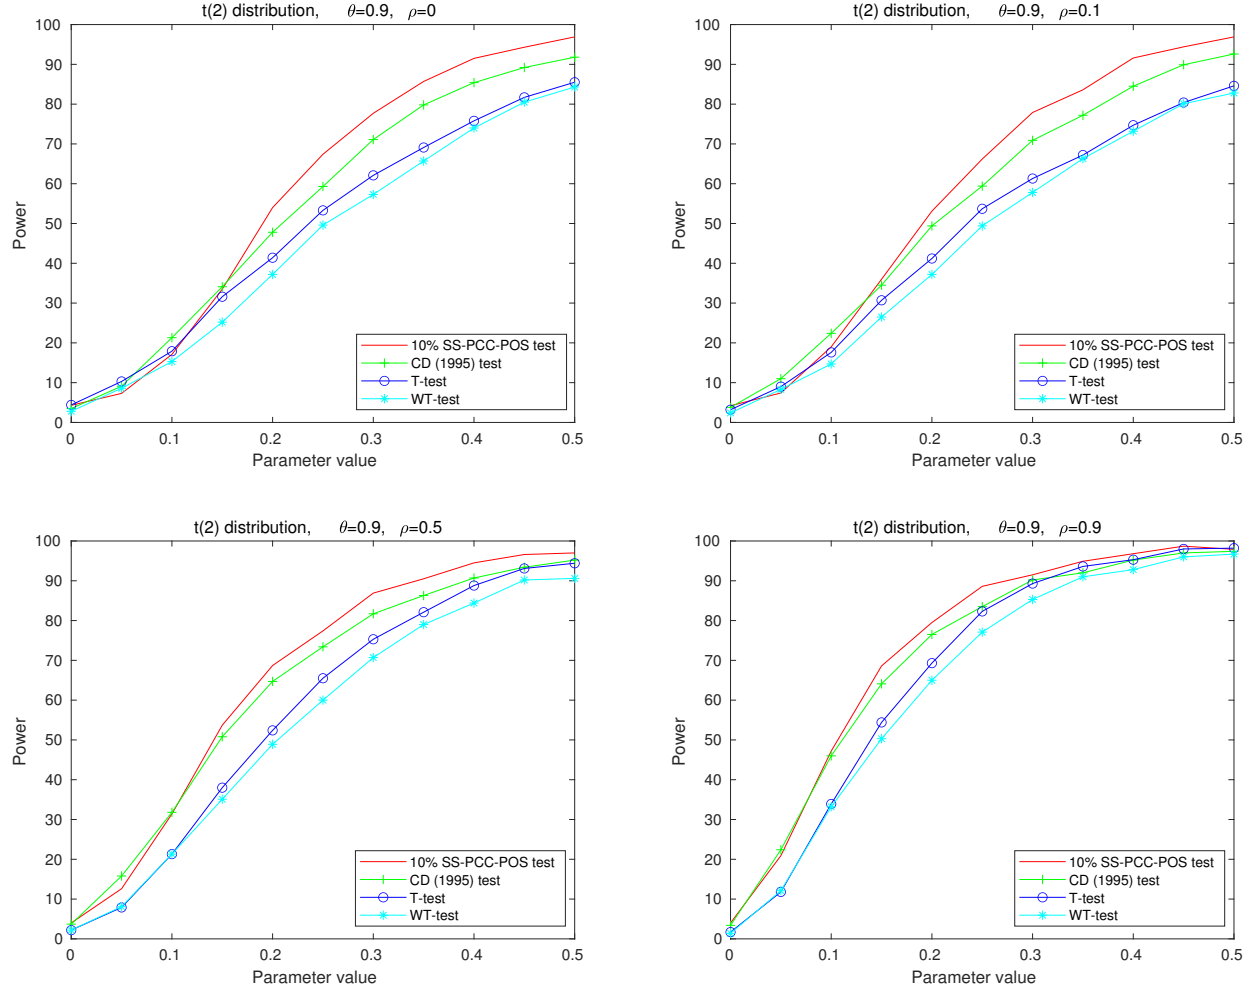 t(2) distribution, θ=0.9, ρ=0
Power
100
90
80
70
60
50
40
30
20
10
0
0 0.1 0.2 0.3 0.4 0.5
Parameter value
10% SS-PCC-POS test
CD (1995) test
T-test
WT-test
t(2) distribution, θ=0.9, ρ=0.1
Power
100
90
80
70
60
50
40
30
20
10
0
0 0.1 0.2 0.3 0.4 0.5
Parameter value
10% SS-PCC-POS test
CD (1995) test
T-test
WT-test
t(2) distribution, θ=0.9, ρ=0.5
Power
100
90
80
70
60
50
40
30
20
10
0
0 0.1 0.2 0.3 0.4 0.5
Parameter value
10% SS-PCC-POS test
CD (1995) test
T-test
WT-test
t(2) distribution, θ=0.9, ρ=0.9
Power
100
90
80
70
60
50
40
30
20
10
0
0 0.1 0.2 0.3 0.4 0.5
Parameter value
10% SS-PCC-POS test
CD (1995) test
T-test
WT-test